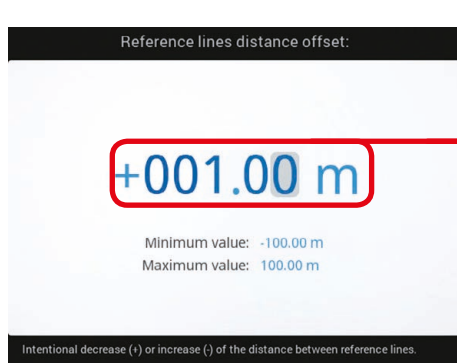 Reference lines distance offset:
+001.00 m
Minimum value: -100.00 m
Maximum value: 100.00 m
Intentional decrease (+) or increase (-) of the distance between reference lines.